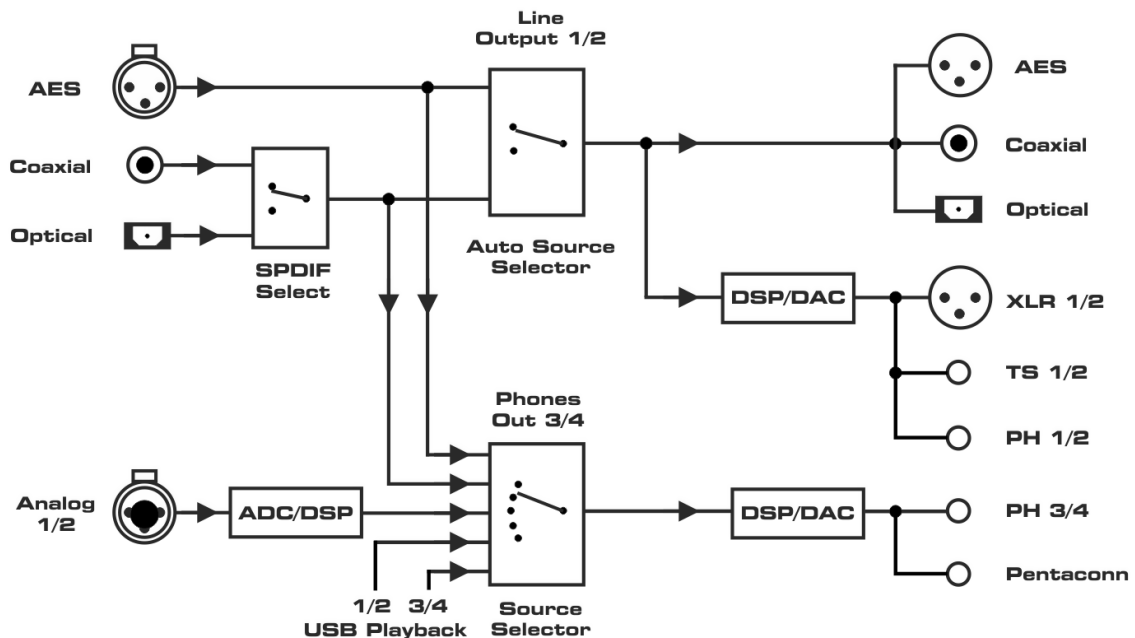 Line
Output 1/2
AES
AES
Coaxial
Coaxial
Optical
Optical
SPDIF
Select
Auto Source
Selector
DSP/DAC
XLR 1/2
TS 1/2
Phones
Out 3/4
PH 1/2
Analog
1/2
ADC/DSP
DSP/DAC
PH 3/4
Pentaconn
1/2 3/4
USB Playback
Source
Selector